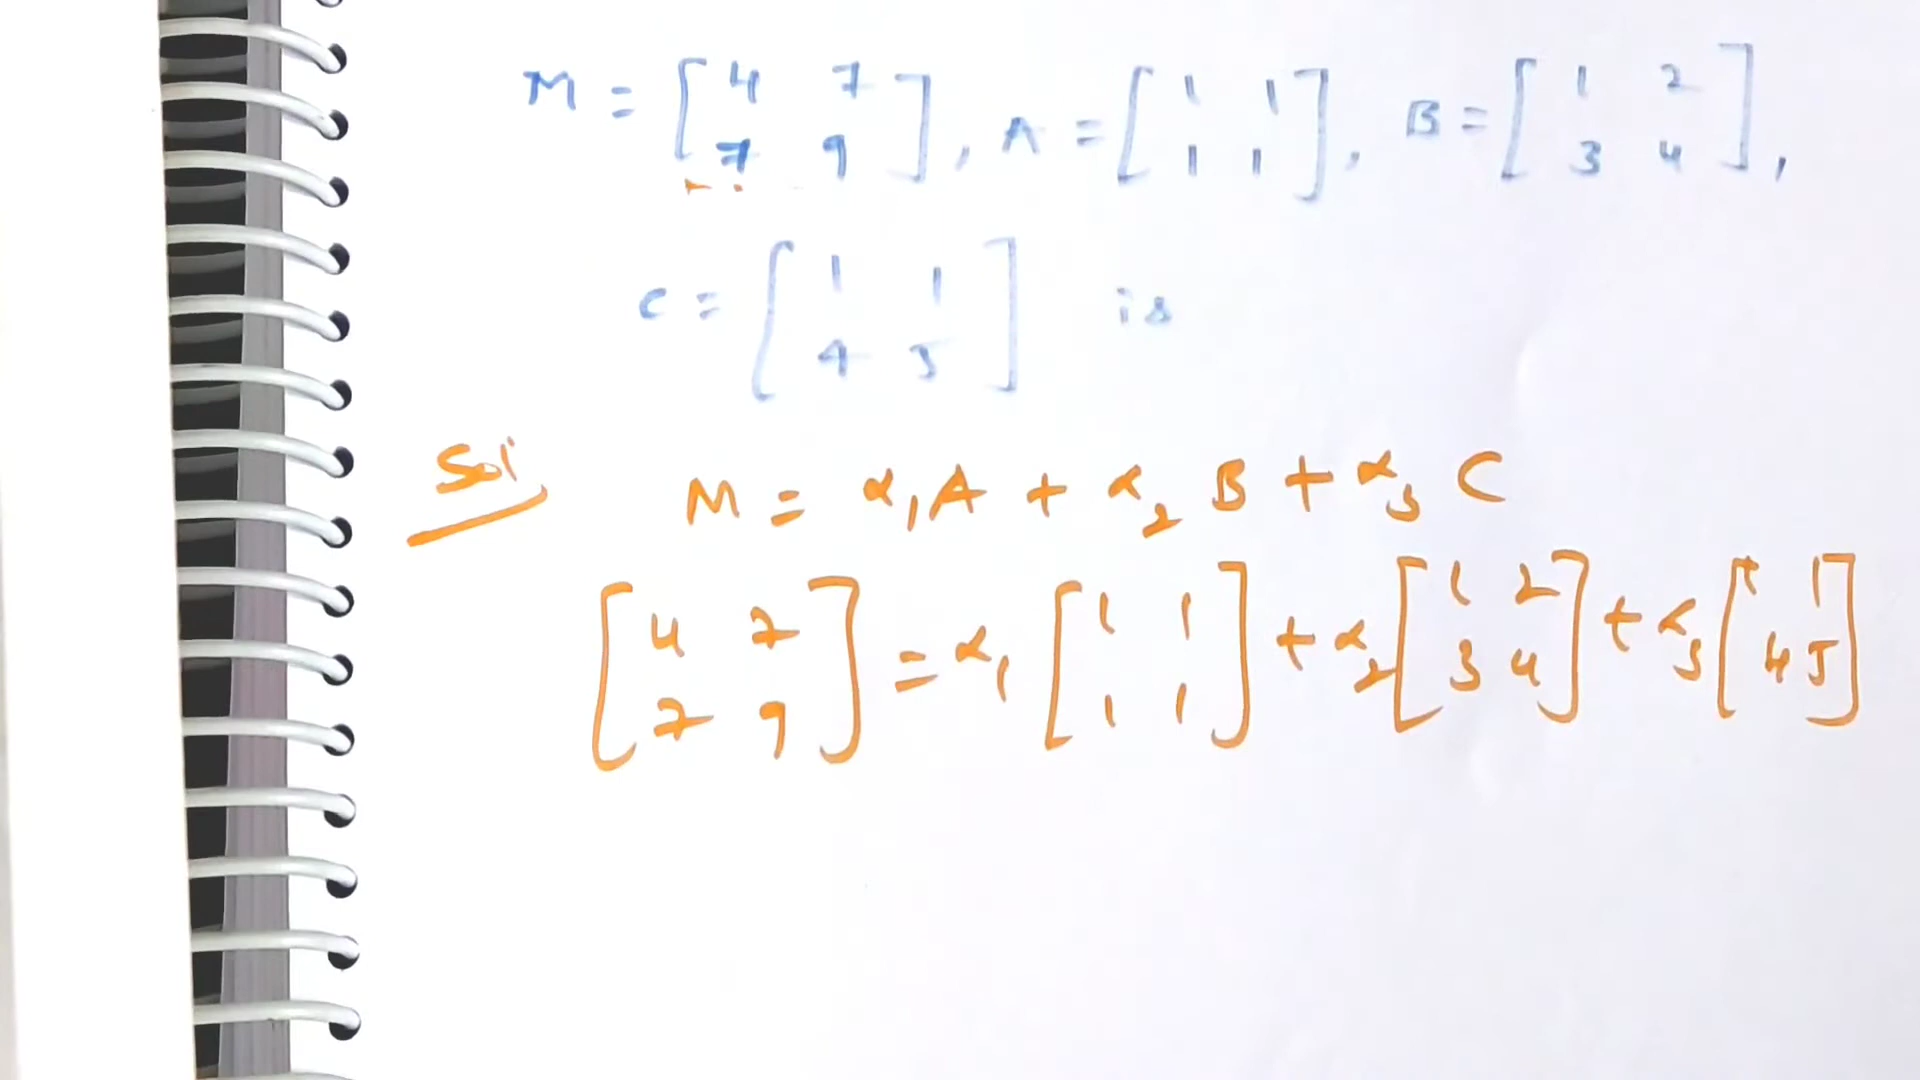 M = [ 4 7
7 9 ], A = [ 1 1
1 1 ], B = [ 1 2
3 4 ],
C = [ 1 1
4 5 ] is
Sol
M = α₁A + α₂ B + α₃ C
[ 4 7
7 9 ] = α₁ [ 1 1
1 1 ] + α₂ [ 1 2
3 4 ] + α₃ [ 1 1
4 5 ]